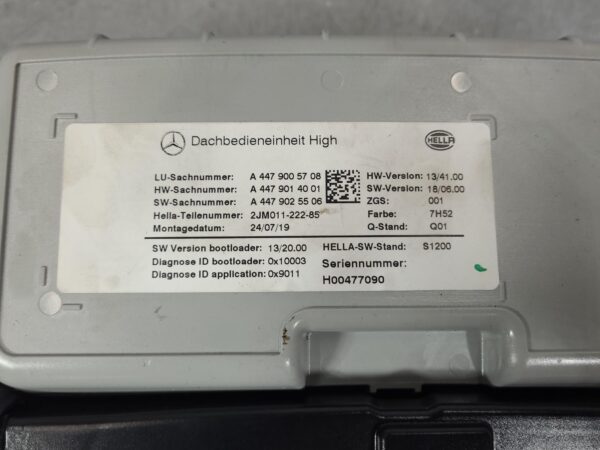 Dachbedieneinheit High
HELLA
LU-Sachnummer: A 447 900 57 08
HW-Sachnummer: A 447 901 40 01
SW-Sachnummer: A 447 902 55 06
Hella-Teilenummer: 2JM011-222-85
Montagedatum: 24/07/19
HW-Version: 13/41.00
SW-Version: 18/06.00
ZGS: 001
Farbe: 7H52
Q-Stand: Q01
SW Version bootloader: 13/20.00
Diagnose ID bootloader: 0x10003
Diagnose ID application: 0x9011
HELLA-SW-Stand: S1200
Seriennummer:
H00477090